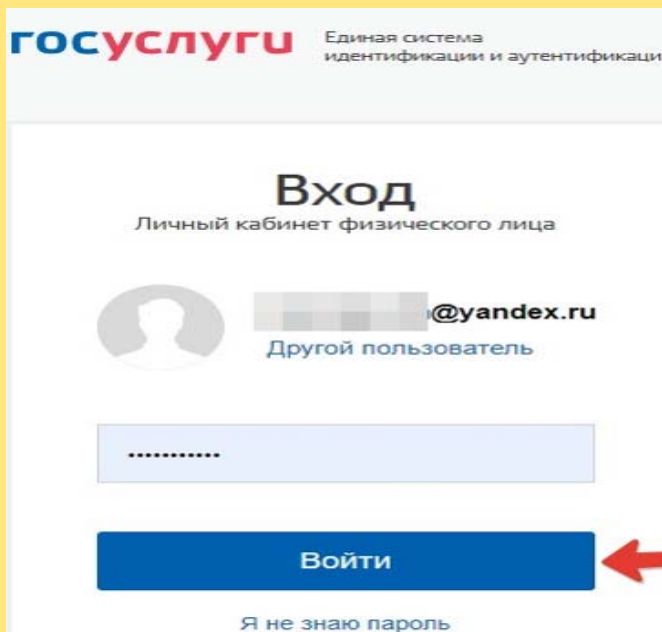 госуслуги
Единая система
идентификации и аутентификаци
Вход
Личный кабинет физического лица
@yandex.ru
Другой пользователь
Войти
Я не знаю пароль